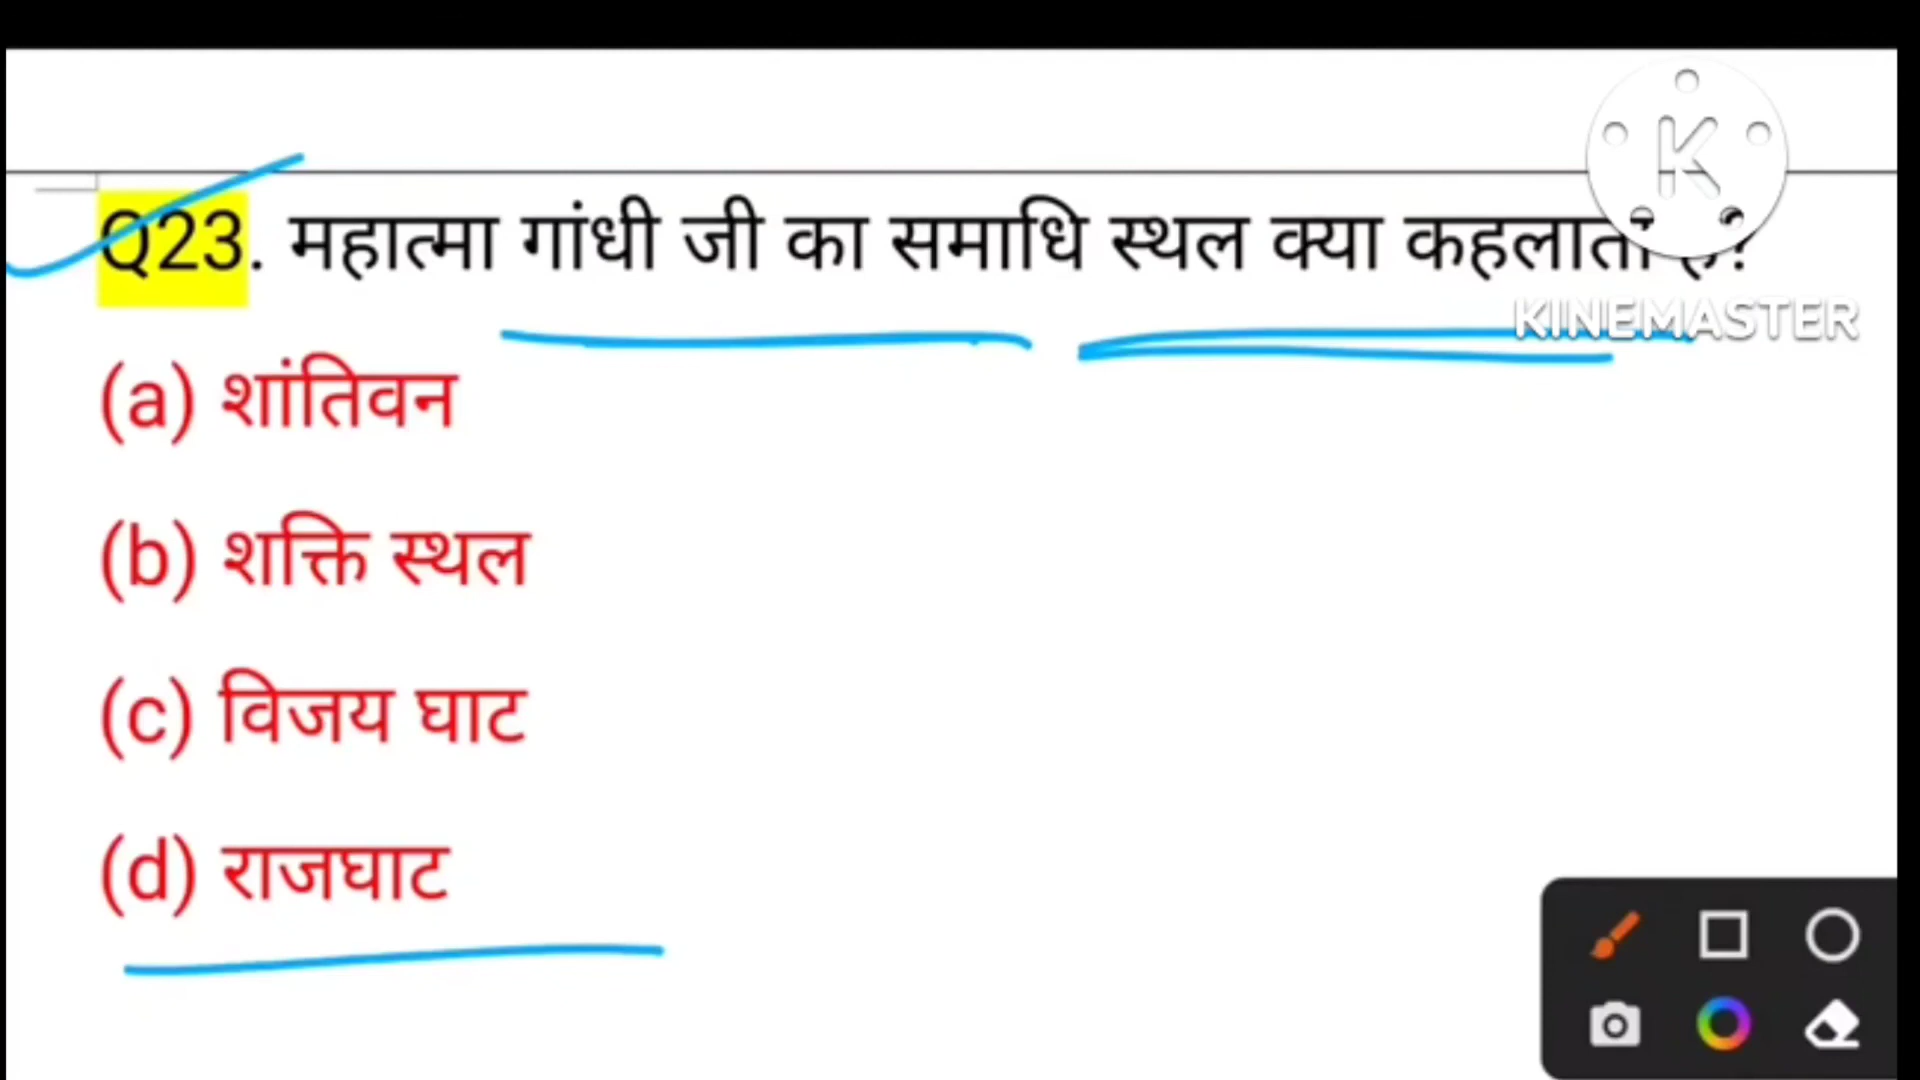 Q23. महात्मा गांधी जी का समाधि स्थल क्या कहलाता है?
KINEMASTER
(a) शांतिवन
(b) शक्ति स्थल
(c) विजय घाट
(d) राजघाट